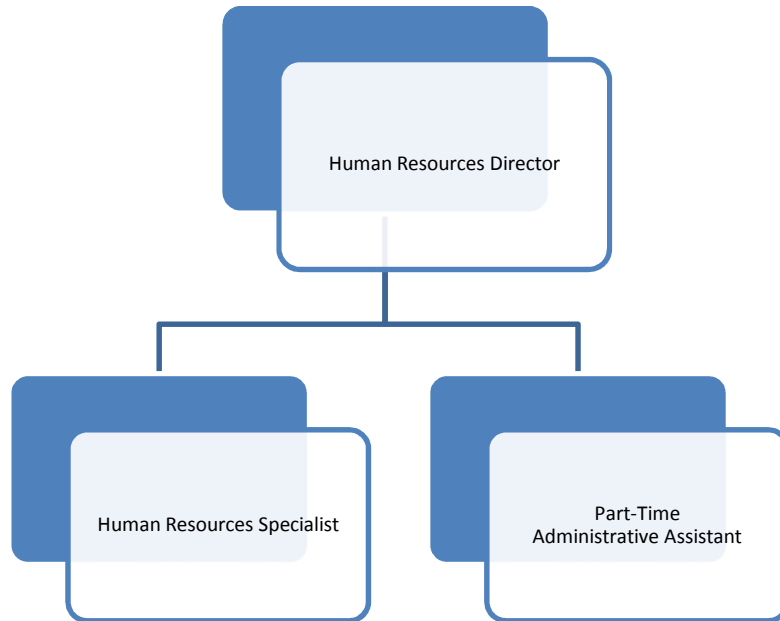 Human Resources Director
Human Resources Specialist
Part-Time
Administrative Assistant